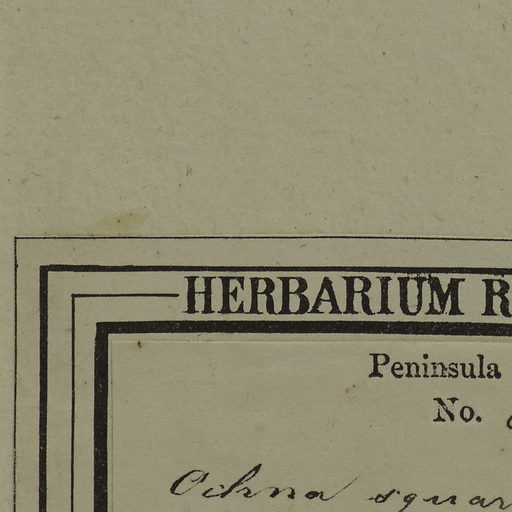 HERBARIUM R
Peninsula
No.
Ochna squar